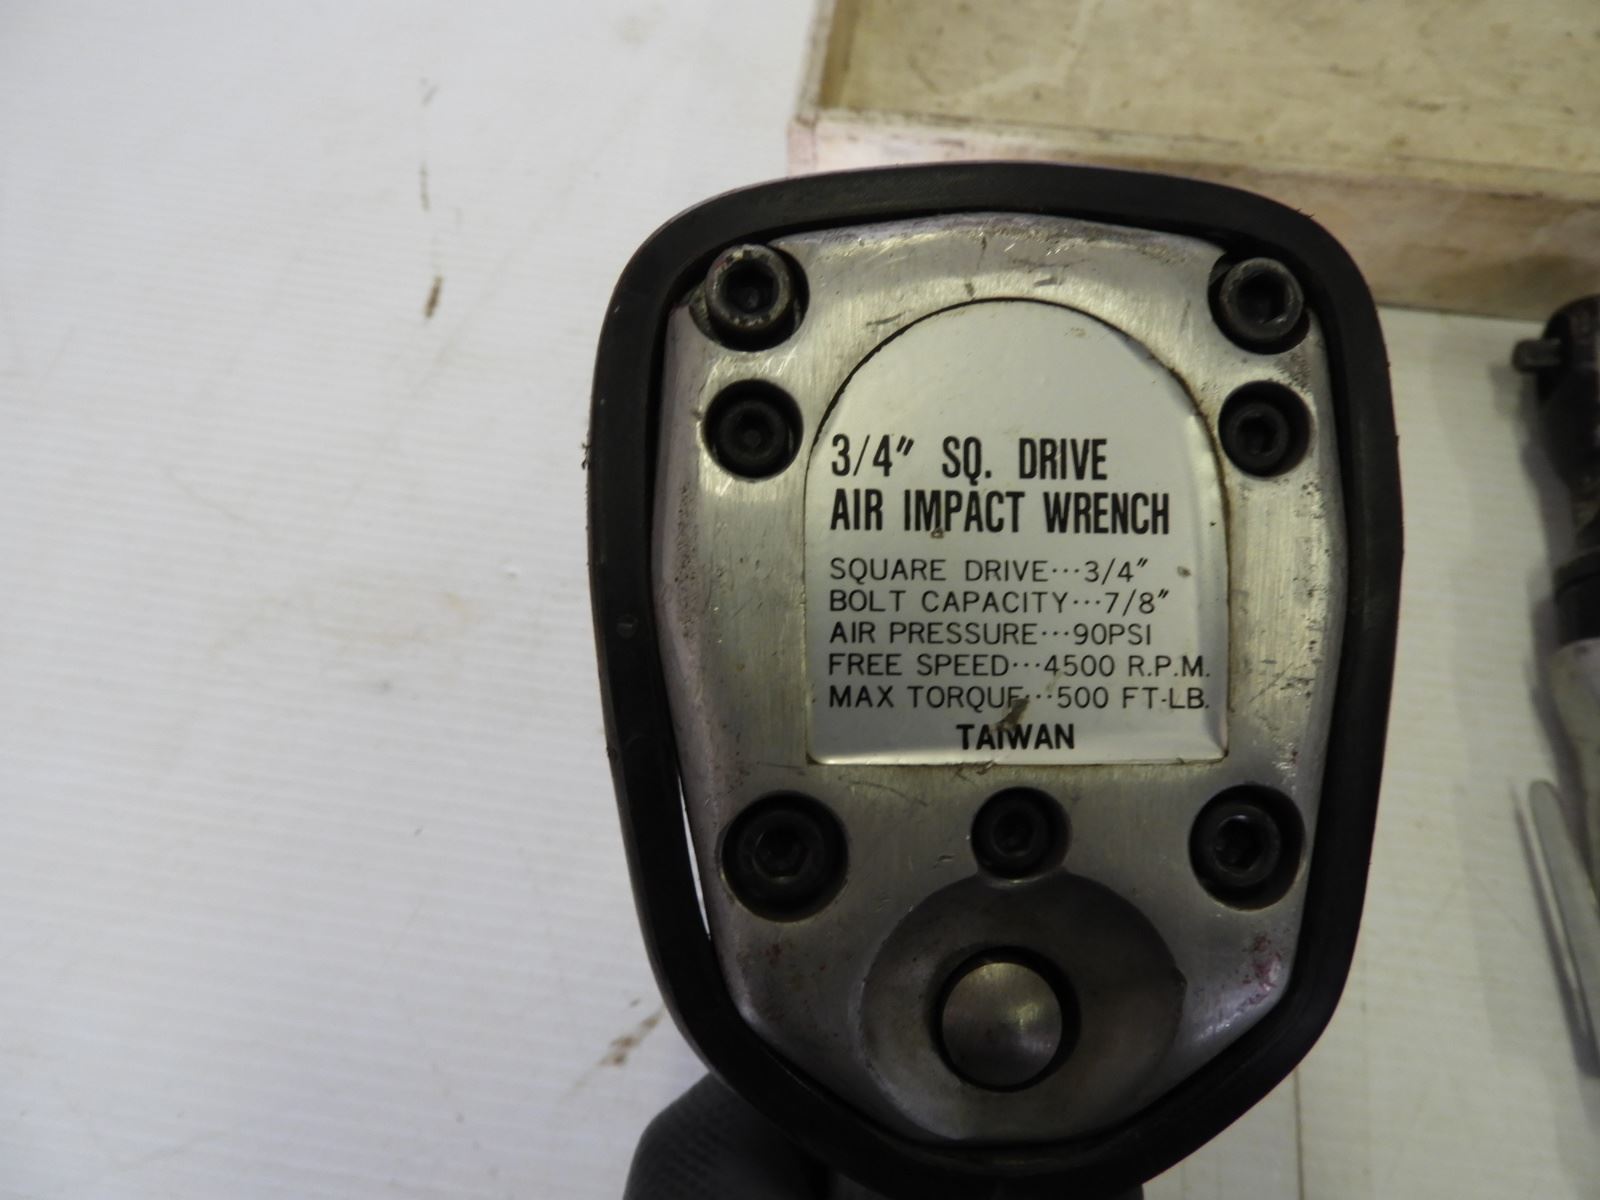 3/4" SQ. DRIVE
AIR IMPACT WRENCH
SQUARE DRIVE···3/4"
BOLT CAPACITY···7/8"
AIR PRESSURE···90PSI
FREE SPEED···4500 R.P.M.
MAX TORQUE···500 FT-LB.
TAIWAN